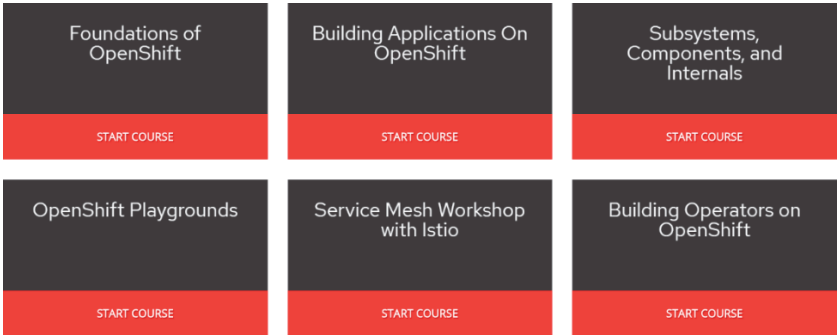 Foundations of
OpenShift
START COURSE
Building Applications On
OpenShift
START COURSE
Subsystems,
Components, and
Internals
START COURSE
OpenShift Playgrounds
START COURSE
Service Mesh Workshop
with Istio
START COURSE
Building Operators on
OpenShift
START COURSE